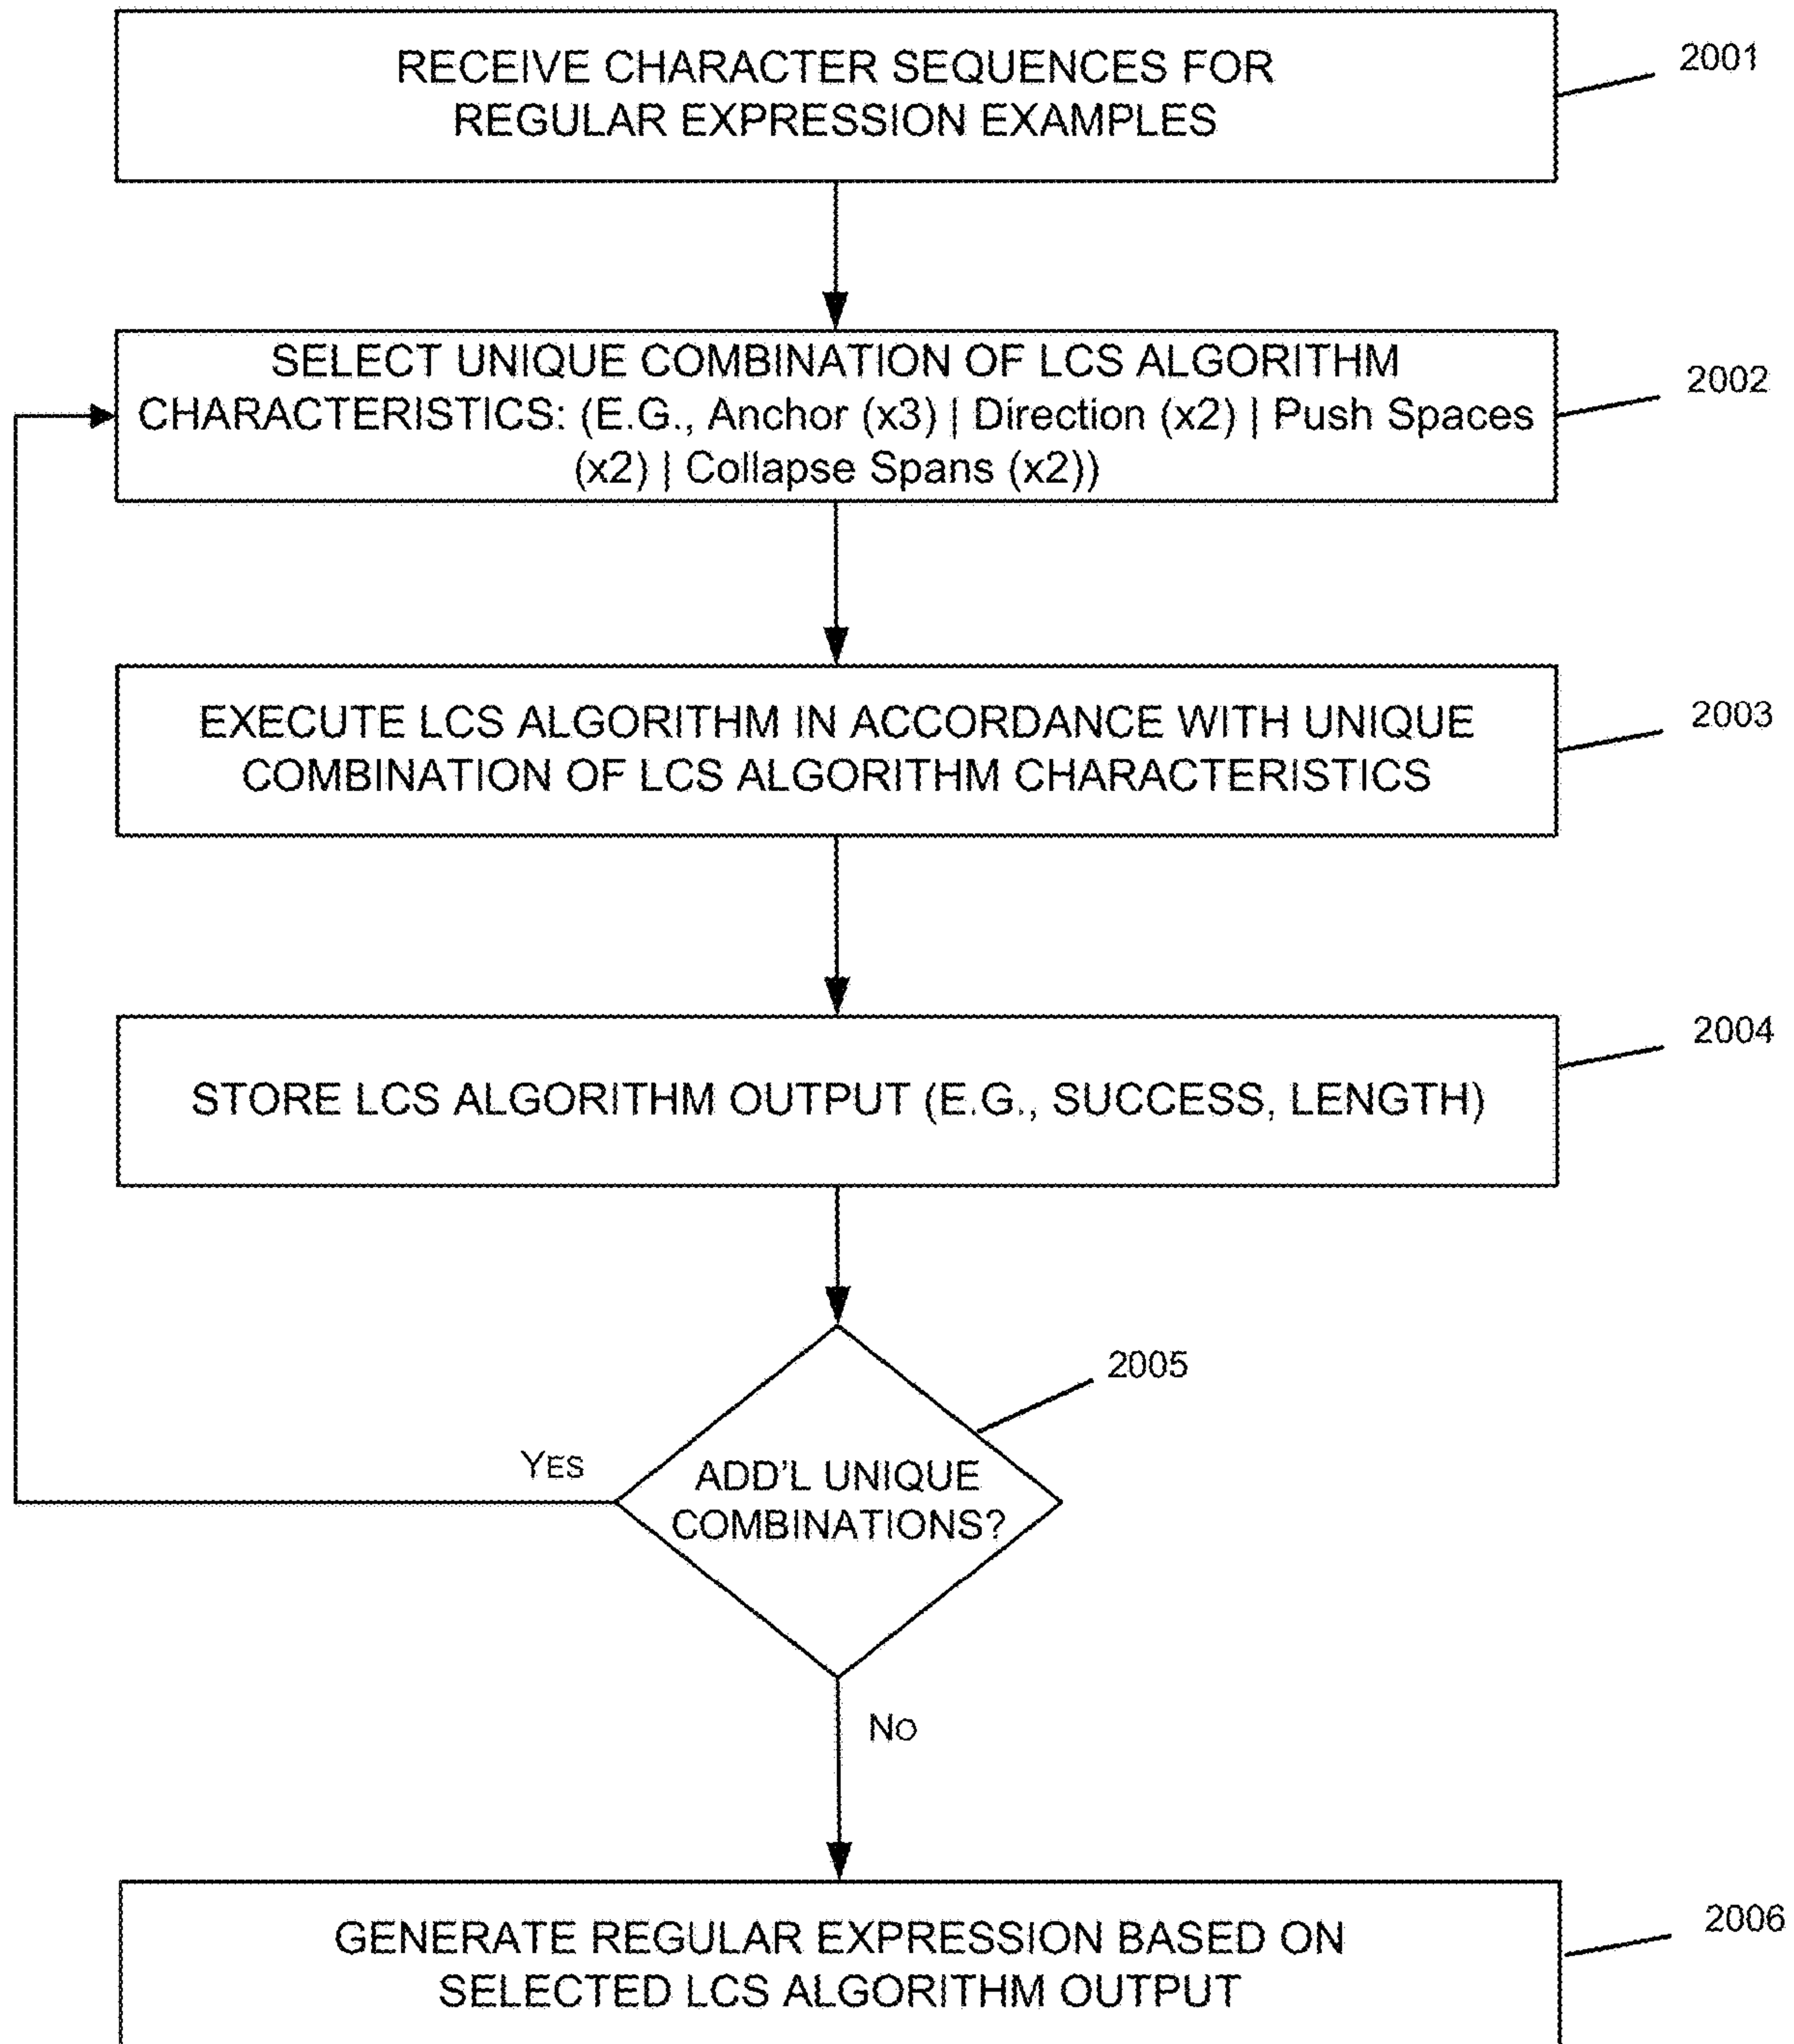 RECEIVE CHARACTER SEQUENCES FOR
REGULAR EXPRESSION EXAMPLES
2001
SELECT UNIQUE COMBINATION OF LCS ALGORITHM
CHARACTERISTICS: (E.G., Anchor (x3) | Direction (x2) | Push Spaces
(x2) | Collapse Spans (x2))
2002
EXECUTE LCS ALGORITHM IN ACCORDANCE WITH UNIQUE
COMBINATION OF LCS ALGORITHM CHARACTERISTICS
2003
STORE LCS ALGORITHM OUTPUT (E.G., SUCCESS, LENGTH)
2004
ADD'L UNIQUE
COMBINATIONS?
2005
YES
NO
GENERATE REGULAR EXPRESSION BASED ON
SELECTED LCS ALGORITHM OUTPUT
2006